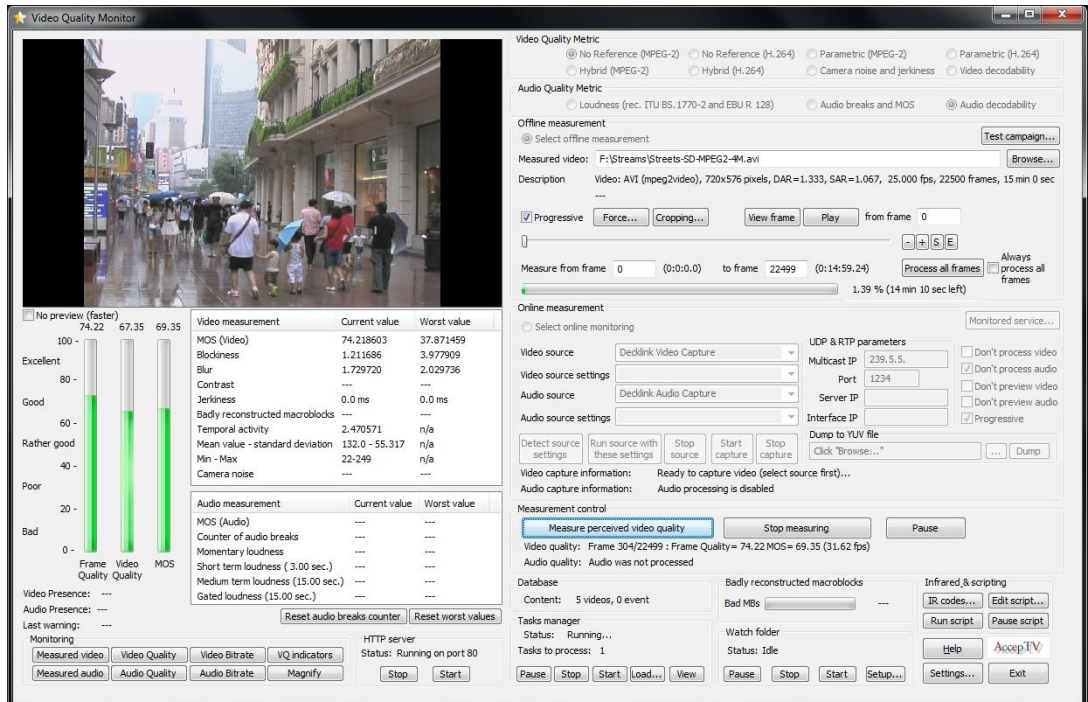 Video Quality Monitor
No preview (faster)
74.22 67.35 69.35
100 -
Excellent
80 -
Good
60 -
Rather good
40 -
Poor
20 -
Bad
0 -
Frame Quality Video Quality MOS
Video Presence: ---
Audio Presence: ---
Last warning: ---
Video measurement Current value Worst value
MOS (Video) 74.218603 37.871459
Blockiness 1.211686 3.977909
Blur 1.729720 2.029736
Contrast --- ---
Jerkiness 0.0 ms 0.0 ms
Badly reconstructed macroblocks --- ---
Temporal activity 2.470571 n/a
Mean value - standard deviation 132.0 - 55.317 n/a
Min - Max 22-249 n/a
Camera noise --- ---
Audio measurement Current value Worst value
MOS (Audio) --- ---
Counter of audio breaks --- ---
Momentary loudness --- ---
Short term loudness ( 3.00 sec.) --- ---
Medium term loudness (15.00 sec.) --- ---
Gated loudness (15.00 sec.) --- ---
Reset audio breaks counter Reset worst values
Monitoring
Measured video Video Quality Video Bitrate VQ indicators
Measured audio Audio Quality Audio Bitrate Magnify
HTTP server
Status: Running on port 80
Stop Start
Video Quality Metric
No Reference (MPEG-2) No Reference (H.264) Parametric (MPEG-2) Parametric (H.264)
Hybrid (MPEG-2) Hybrid (H.264) Camera noise and jerkiness Video decodability
Audio Quality Metric
Loudness (rec. ITU BS.1770-2 and EBU R 128) Audio breaks and MOS Audio decodability
Offline measurement
Select offline measurement Test campaign...
Measured video: F:\Streams\Streets-SD-MPEG2-4M.avi Browse...
Description Video: AVI (mpeg2video), 720x576 pixels, DAR=1.333, SAR=1.067, 25.000 fps, 22500 frames, 15 min 0 sec
---
Progressive Force... Cropping... View frame Play from frame 0
- + S E
Measure from frame 0 (0:0:0.0) to frame 22499 (0:14:59.24) Process all frames Always process all frames
1.39 % (14 min 10 sec left)
Online measurement
Select online monitoring Monitored service...
Video source Decklink Video Capture
Video source settings
Audio source Decklink Audio Capture
Audio source settings
UDP & RTP parameters
Multicast IP 239.5.5.
Port 1234
Server IP
Interface IP
Don't process video
Don't process audio
Don't preview video
Don't preview audio
Progressive
Detect source settings Run source with these settings Stop source Start capture Stop capture
Dump to YUV file
Click "Browse..." ... Dump
Video capture information: Ready to capture video (select source first)...
Audio capture information: Audio processing is disabled
Measurement control
Measure perceived video quality Stop measuring Pause
Video quality: Frame 304/22499 : Frame Quality= 74.22 MOS= 69.35 (31.62 fps)
Audio quality: Audio was not processed
Database
Content: 5 videos, 0 event
Tasks manager
Status: Running...
Tasks to process: 1
Pause Stop Start Load... View
Badly reconstructed macroblocks
Bad MBs ---
Watch folder
Status: Idle
Pause Stop Start Setup...
Infrared & scripting
IR codes... Edit script...
Run script Pause script
Help AccepTV
Settings... Exit